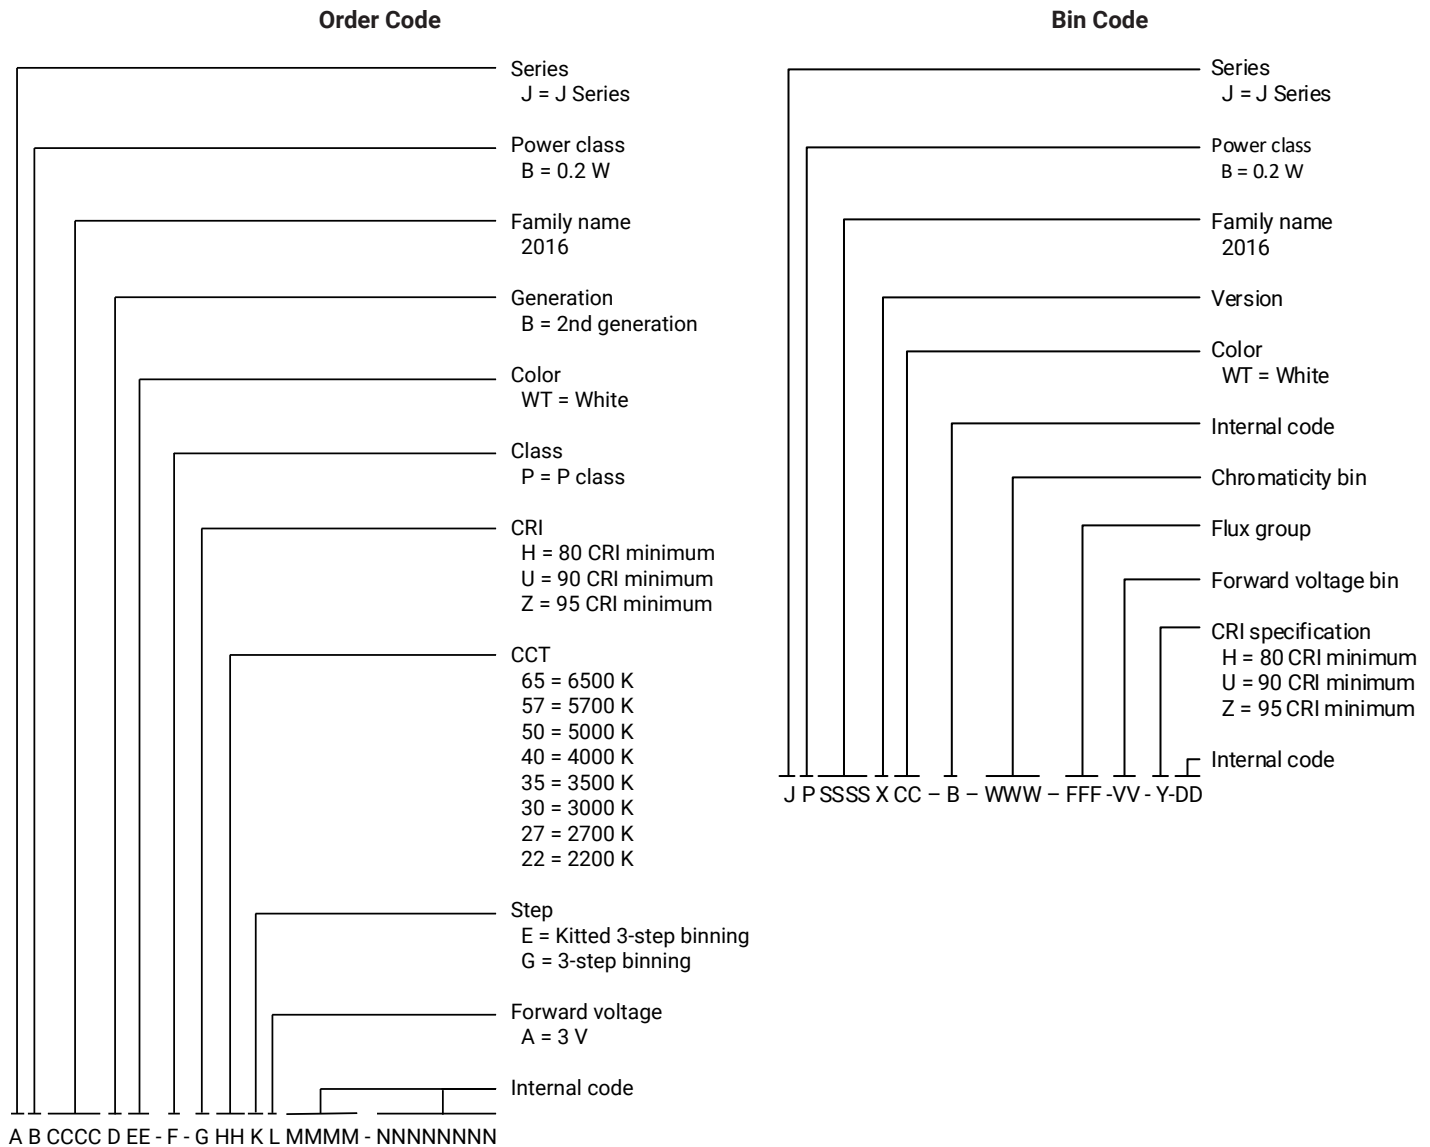 Order Code
Series
J = J Series
Power class
B = 0.2 W
Family name
2016
Generation
B = 2nd generation
Color
WT = White
Class
P = P class
CRI
H = 80 CRI minimum
U = 90 CRI minimum
Z = 95 CRI minimum
CCT
65 = 6500 K
57 = 5700 K
50 = 5000 K
40 = 4000 K
35 = 3500 K
30 = 3000 K
27 = 2700 K
22 = 2200 K
Step
E = Kitted 3-step binning
G = 3-step binning
Forward voltage
A = 3 V
Internal code
A B CCCC D EE - F - G HH K L MMMM - NNNNNNNN
Bin Code
Series
J = J Series
Power class
B = 0.2 W
Family name
2016
Version
Color
WT = White
Internal code
Chromaticity bin
Flux group
Forward voltage bin
CRI specification
H = 80 CRI minimum
U = 90 CRI minimum
Z = 95 CRI minimum
Internal code
J P SSSS X CC – B – WWW – FFF -VV - Y-DD